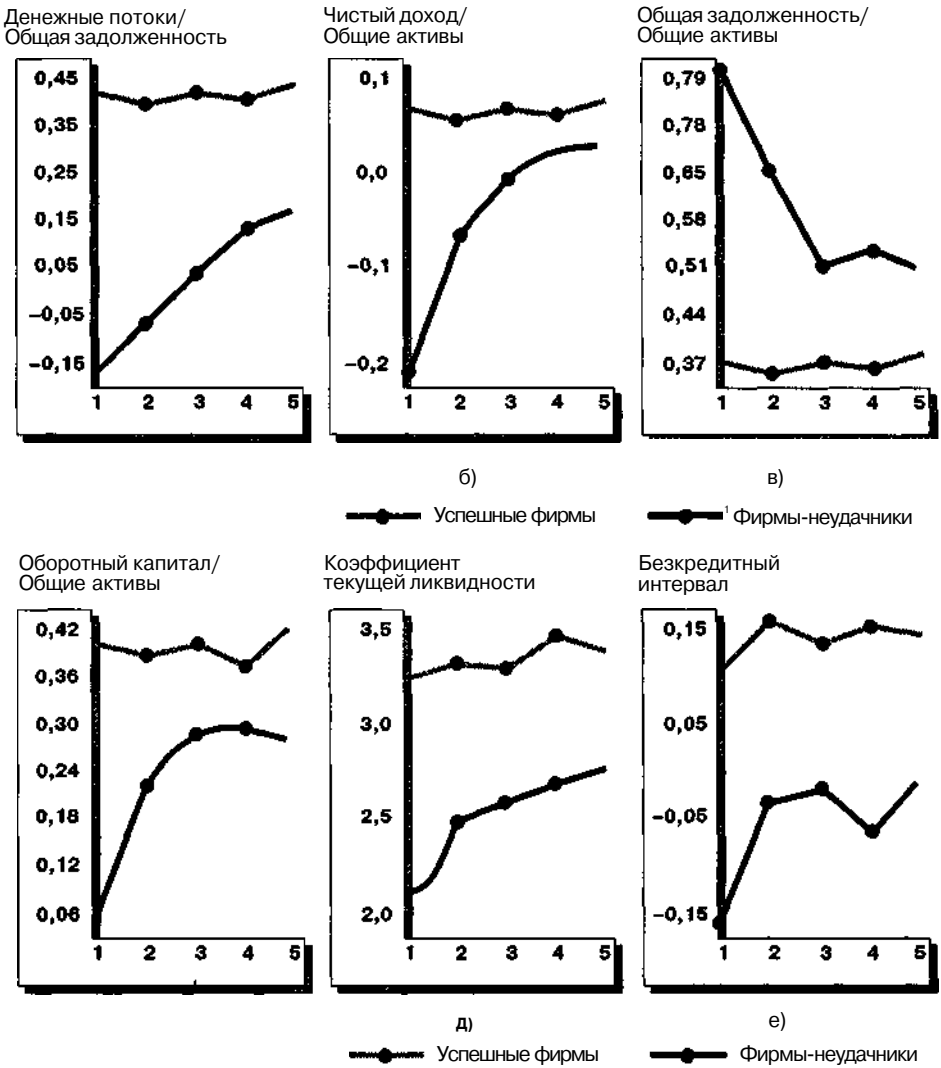 Денежные потоки/
Общая задолженность
0,45
0,35
0,25
0,15
0,05
−0,05
−0,15
1 2 3 4 5
Чистый доход/
Общие активы
0,1
0,0
−0,1
−0,2
1 2 3 4 5
б)
Общая задолженность/
Общие активы
0,79
0,78
0,65
0,58
0,51
0,44
0,37
1 2 3 4 5
в)
Успешные фирмы
¹ Фирмы-неудачники
Оборотный капитал/
Общие активы
0,42
0,36
0,30
0,24
0,18
0,12
0,06
1 2 3 4 5
Коэффициент
текущей ликвидности
3,5
3,0
2,5
2,0
1 2 3 4 5
д)
Безкредитный
интервал
0,15
0,05
−0,05
−0,15
1 2 3 4 5
е)
Успешные фирмы
Фирмы-неудачники